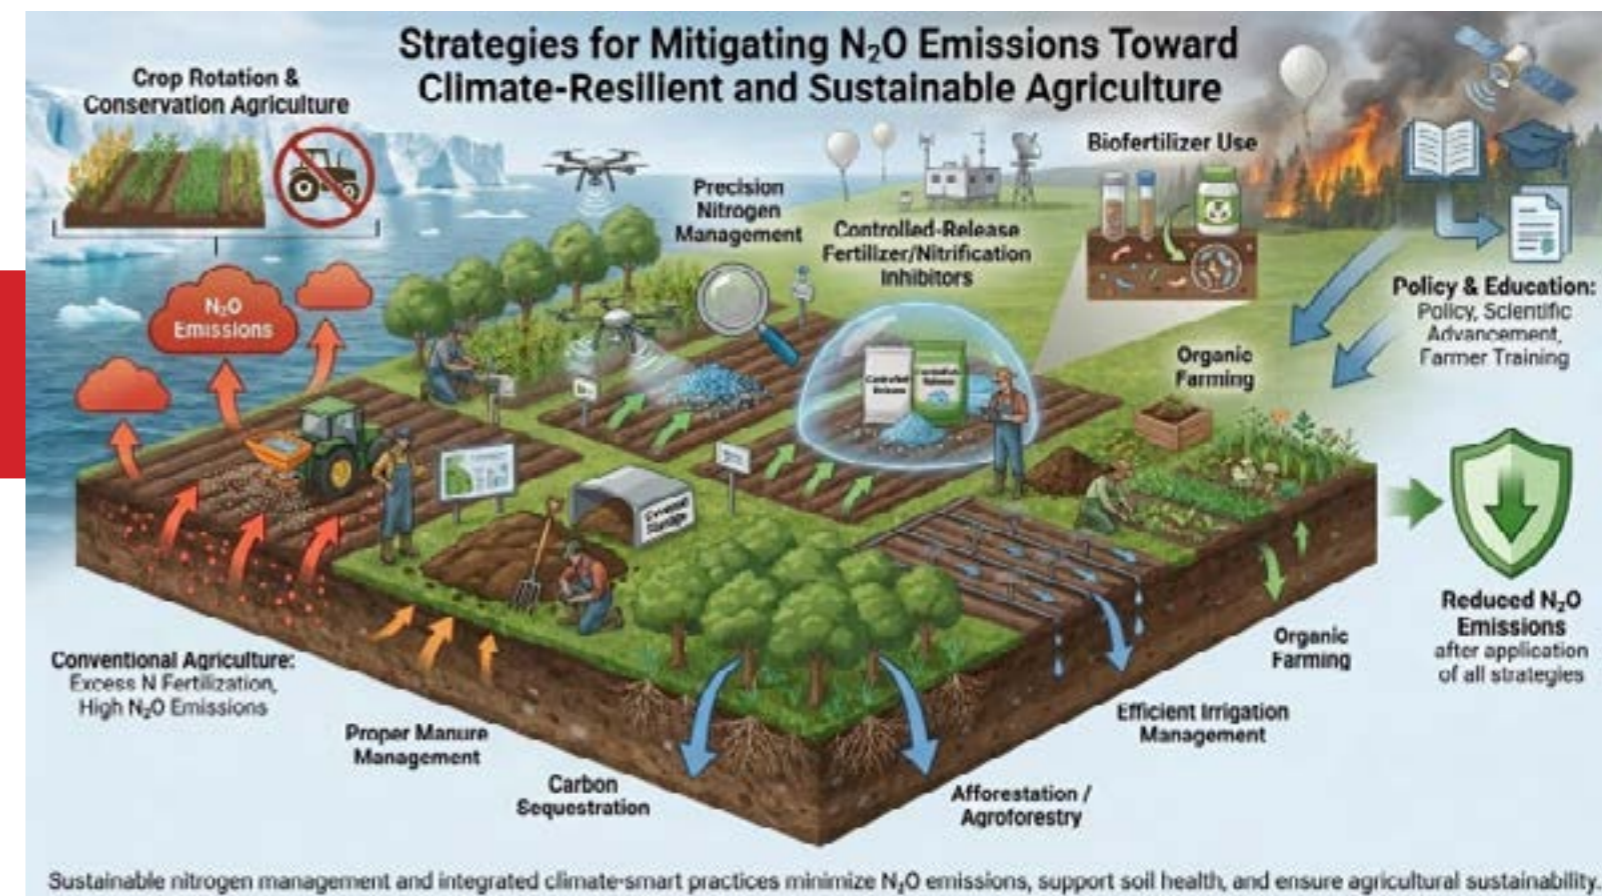 Strategies for Mitigating N₂O Emissions Toward
Climate-Resilient and Sustainable Agriculture
Crop Rotation &
Conservation Agriculture
N₂O
Emissions
Precision
Nitrogen
Management
Controlled-Release
Fertilizer/Nitrification
Inhibitors
Biofertilizer Use
Policy & Education:
Policy, Scientific
Advancement,
Farmer Training
Organic
Farming
Conventional Agriculture:
Excess N Fertilization,
High N₂O Emissions
Proper Manure
Management
Carbon
Sequestration
Afforestation /
Agroforestry
Efficient Irrigation
Management
Organic
Farming
Reduced N₂O
Emissions
after application
of all strategies
Sustainable nitrogen management and integrated climate-smart practices minimize N₂O emissions, support soil health, and ensure agricultural sustainability.